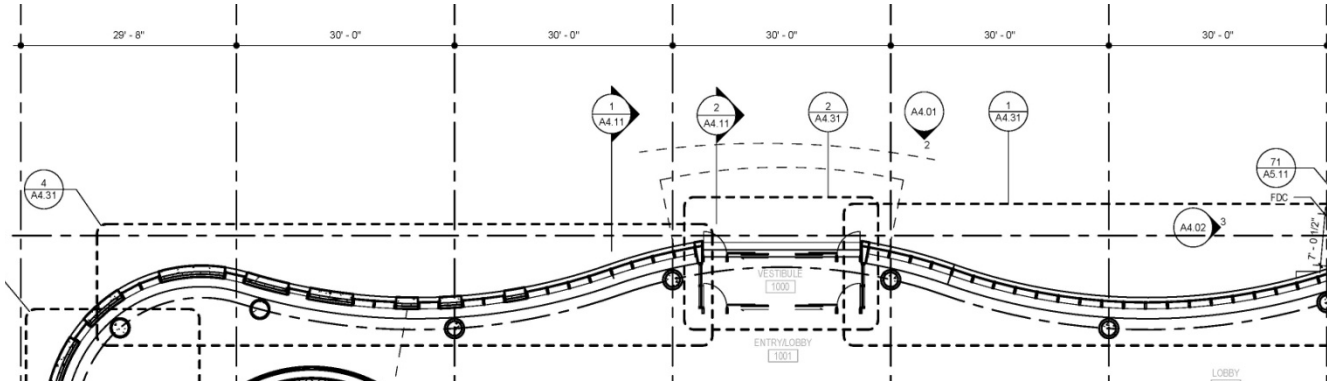 29' - 8"
30' - 0"
30' - 0"
30' - 0"
30' - 0"
30' - 0"
1
A4.11
2
A4.11
2
A4.31
A4.01
2
1
A4.31
71
A5.11
FDC
4
A4.31
A4.02
3
7' - 0 1/2"
VESTIBULE
1000
ENTRY/LOBBY
1001
LOBBY